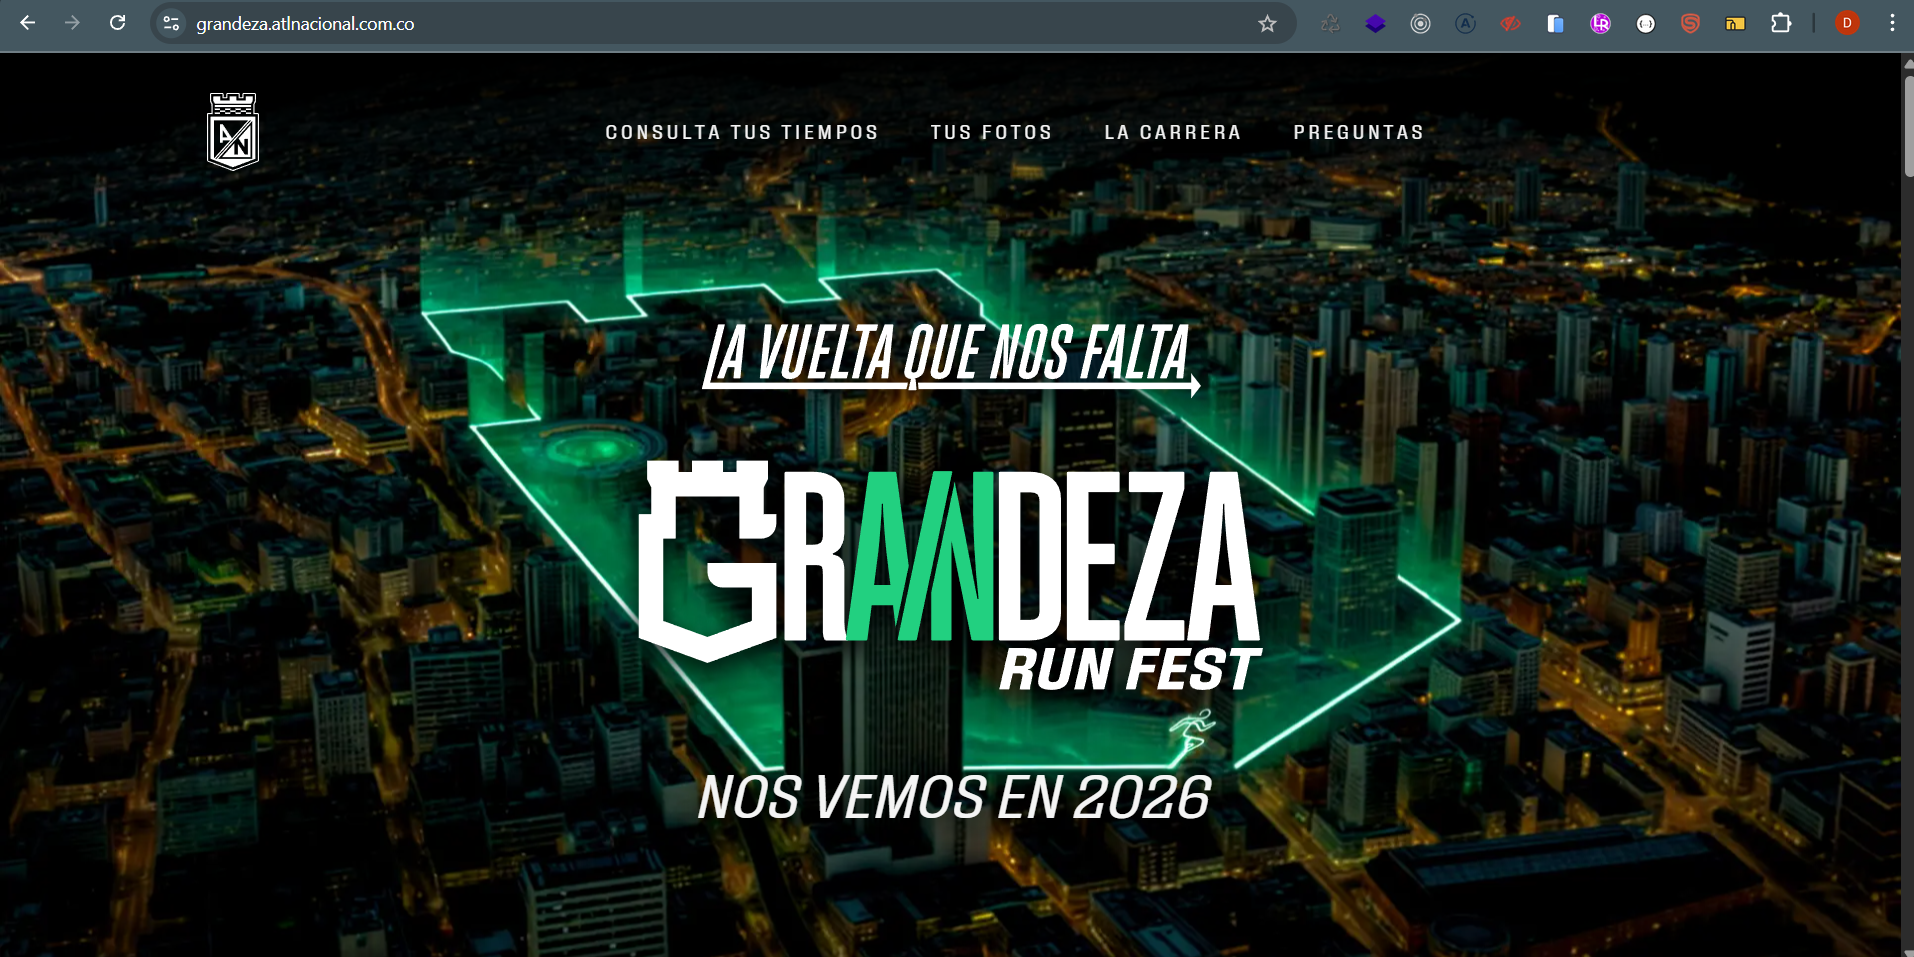 grandeza.atlnacional.com.co
D
AN
CONSULTA TUS TIEMPOS
TUS FOTOS
LA CARRERA
PREGUNTAS
LA VUELTA QUE NOS FALTA
GRANDEZA
RUN FEST
NOS VEMOS EN 2026